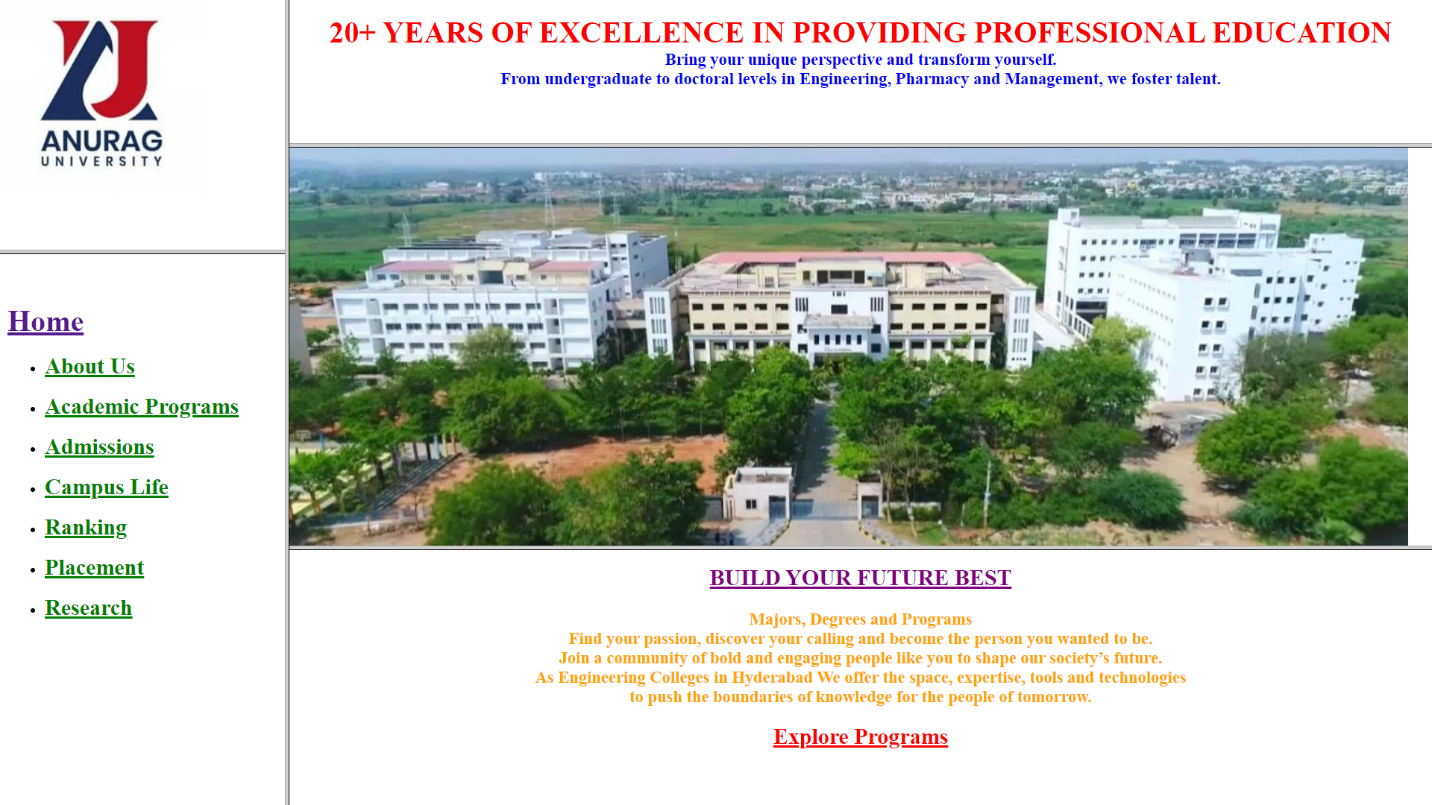 ANURAG
UNIVERSITY
Home
About Us
Academic Programs
Admissions
Campus Life
Ranking
Placement
Research
20+ YEARS OF EXCELLENCE IN PROVIDING PROFESSIONAL EDUCATION
Bring your unique perspective and transform yourself.
From undergraduate to doctoral levels in Engineering, Pharmacy and Management, we foster talent.
BUILD YOUR FUTURE BEST
Majors, Degrees and Programs
Find your passion, discover your calling and become the person you wanted to be.
Join a community of bold and engaging people like you to shape our society’s future.
As Engineering Colleges in Hyderabad We offer the space, expertise, tools and technologies
to push the boundaries of knowledge for the people of tomorrow.
Explore Programs